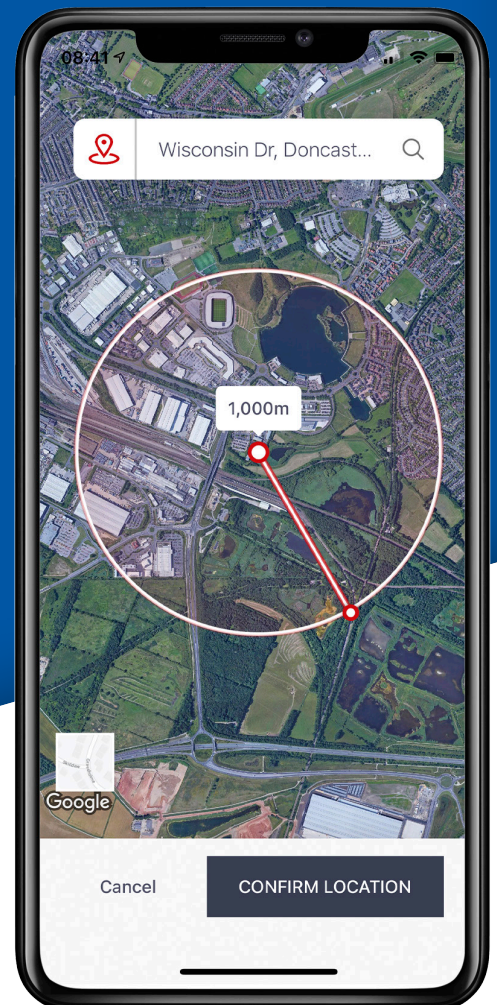 08:41
Wisconsin Dr, Doncast...
1,000m
Google
Cancel
CONFIRM LOCATION